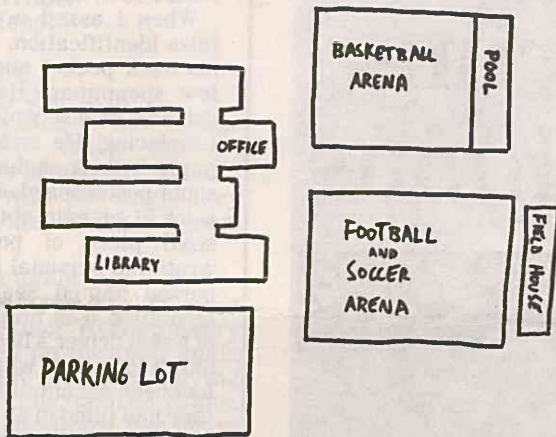 BASKETBALL
ARENA
POOL
OFFICE
LIBRARY
FOOTBALL
AND
SOCCER
ARENA
FIELD HOUSE
PARKING LOT